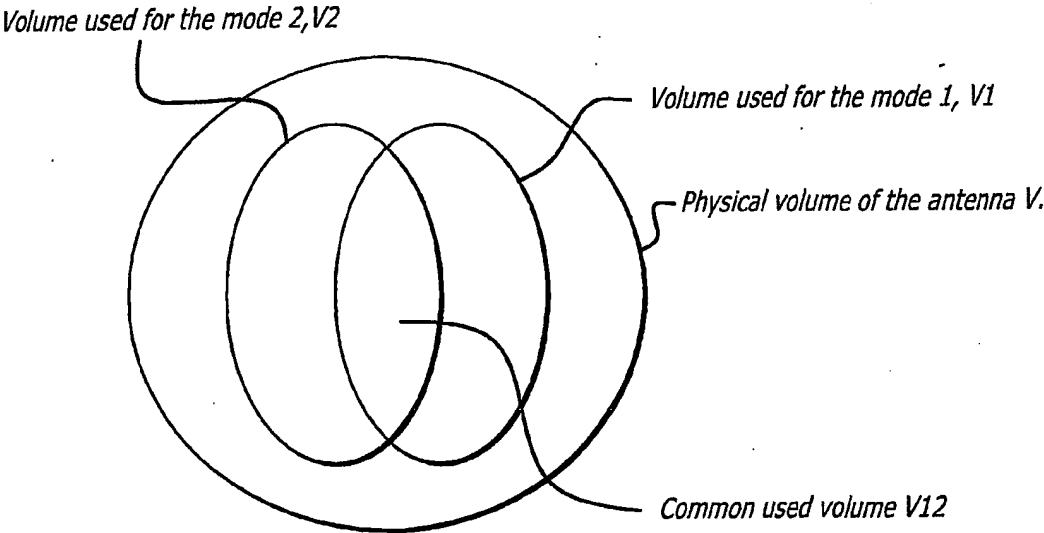 Volume used for the mode 2,V2
Volume used for the mode 1, V1
Physical volume of the antenna V.
Common used volume V12